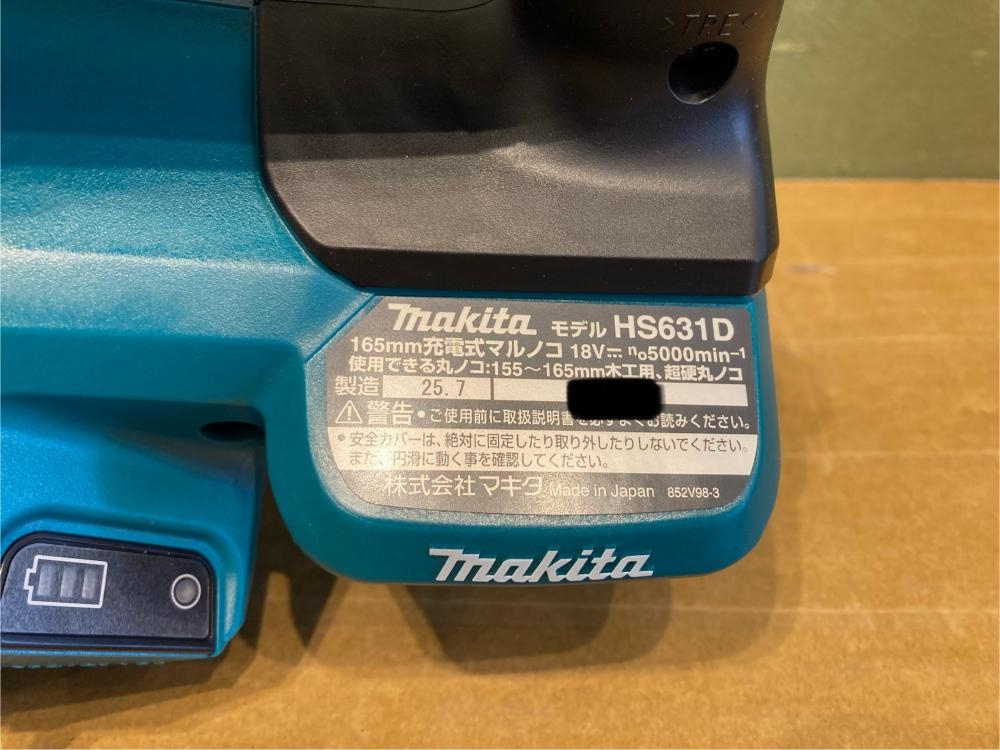 >TPE<
makita モデル HS631D
165mm充電式マルノコ 18V⎓ no5000min-1
使用できる丸ノコ:155～165mm木工用、超硬丸ノコ
製造 25.7
⚠警告 • ご使用前に取扱説明書を必ずよくお読みください。
• 安全カバーは、絶対に固定したり取り外したりしないでください。
また、円滑に動く事を確認してください。
株式会社マキタ Made in Japan 852V98-3
makita